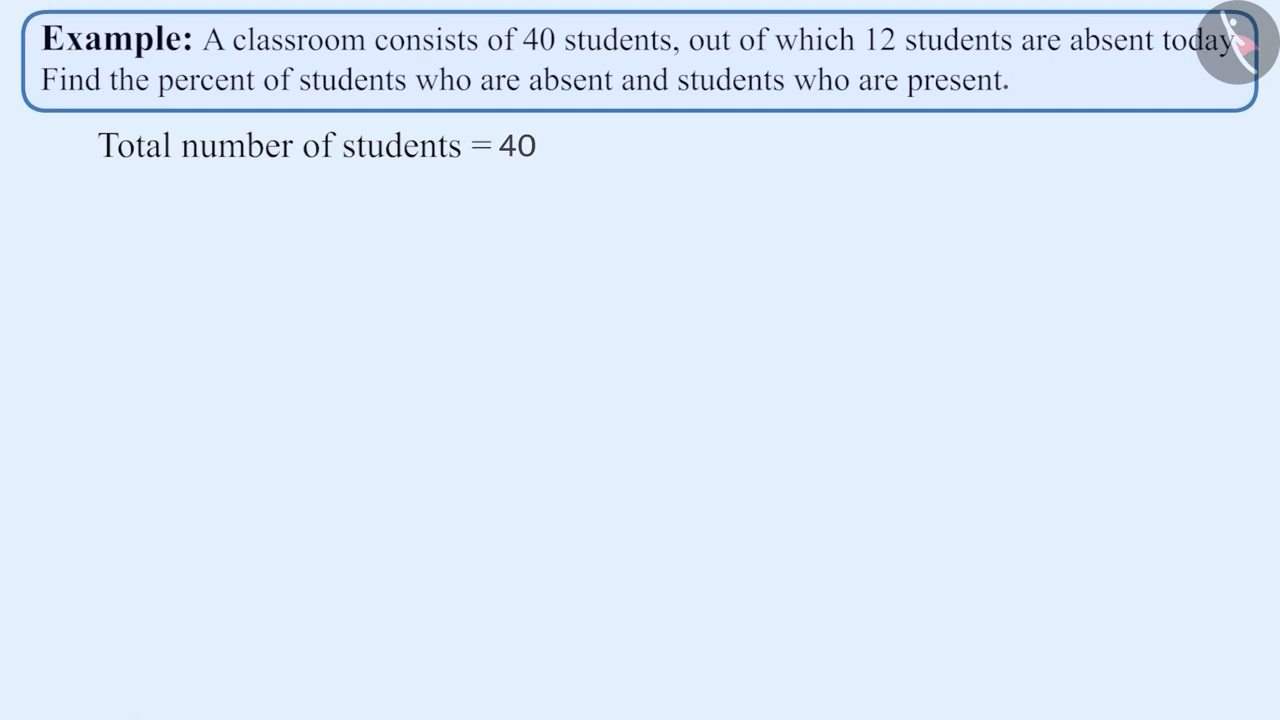 Example: A classroom consists of 40 students, out of which 12 students are absent today
Find the percent of students who are absent and students who are present.
Total number of students = 40